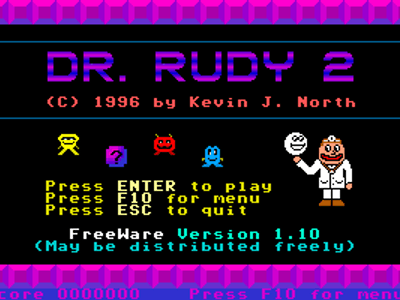 DR. RUDY 2
(C) 1996 by Kevin J. North
?
Press ENTER to play
Press F10 for menu
Press ESC to quit
FreeWare Version 1.10
(May be distributed freely)
core 0000000 Press F10 for menu